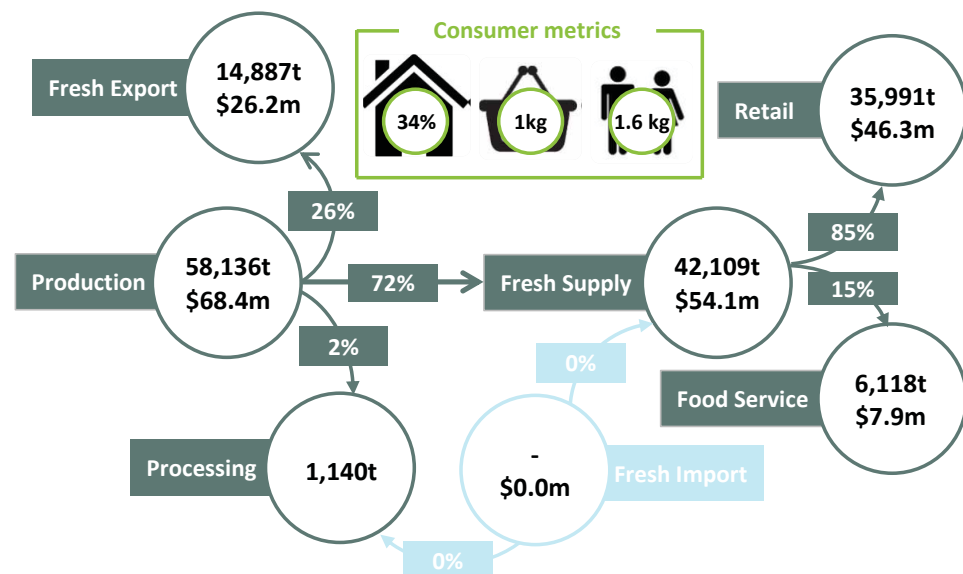 Consumer metrics
34%
1kg
1.6 kg
Fresh Export
14,887t
$26.2m
Retail
35,991t
$46.3m
26%
85%
Production
58,136t
$68.4m
72%
Fresh Supply
42,109t
$54.1m
15%
2%
0%
Food Service
6,118t
$7.9m
Processing
1,140t
-
$0.0m
Fresh Import
0%